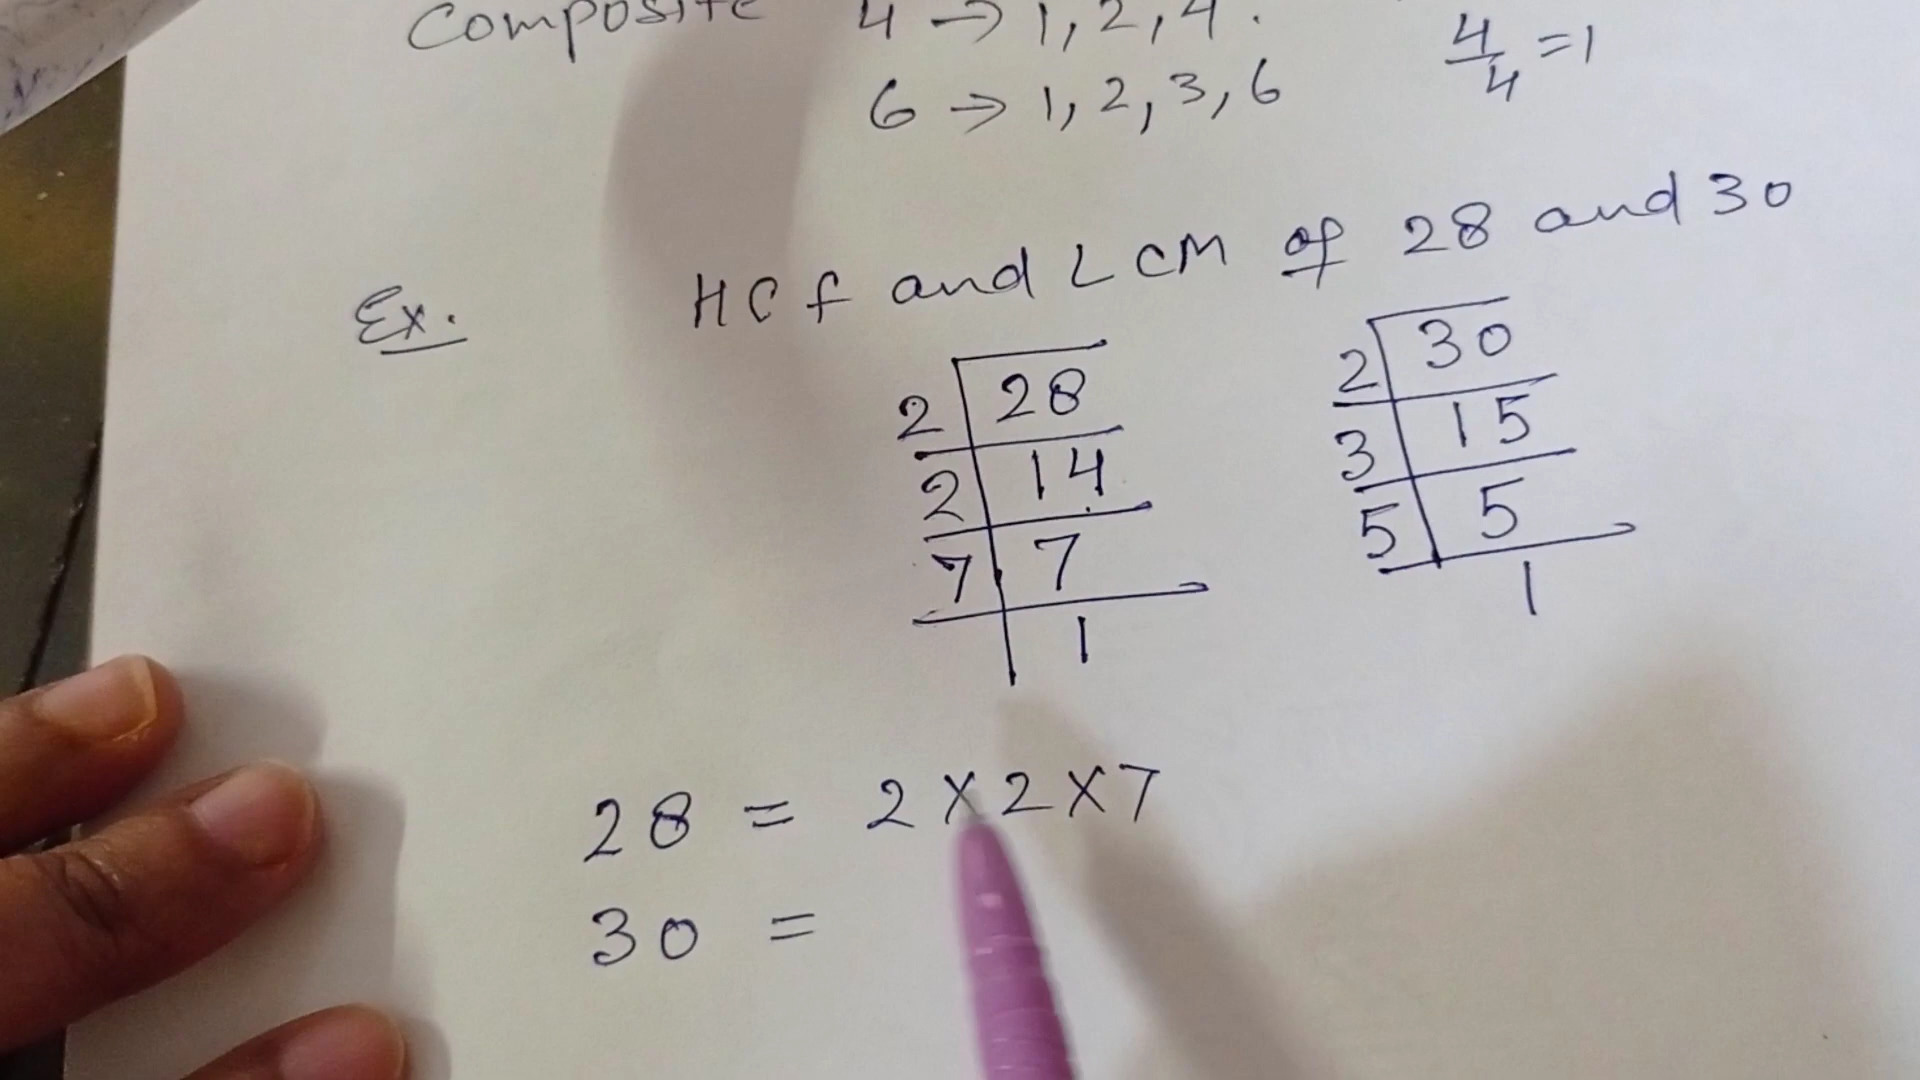 Composite 4 → 1, 2, 4.
4/4 = 1
6 → 1, 2, 3, 6
Ex. HCf and LCM of 28 and 30
2 28
2 14
7 7
1
2 30
3 15
5 5
1
28 = 2 X 2 X 7
30 =